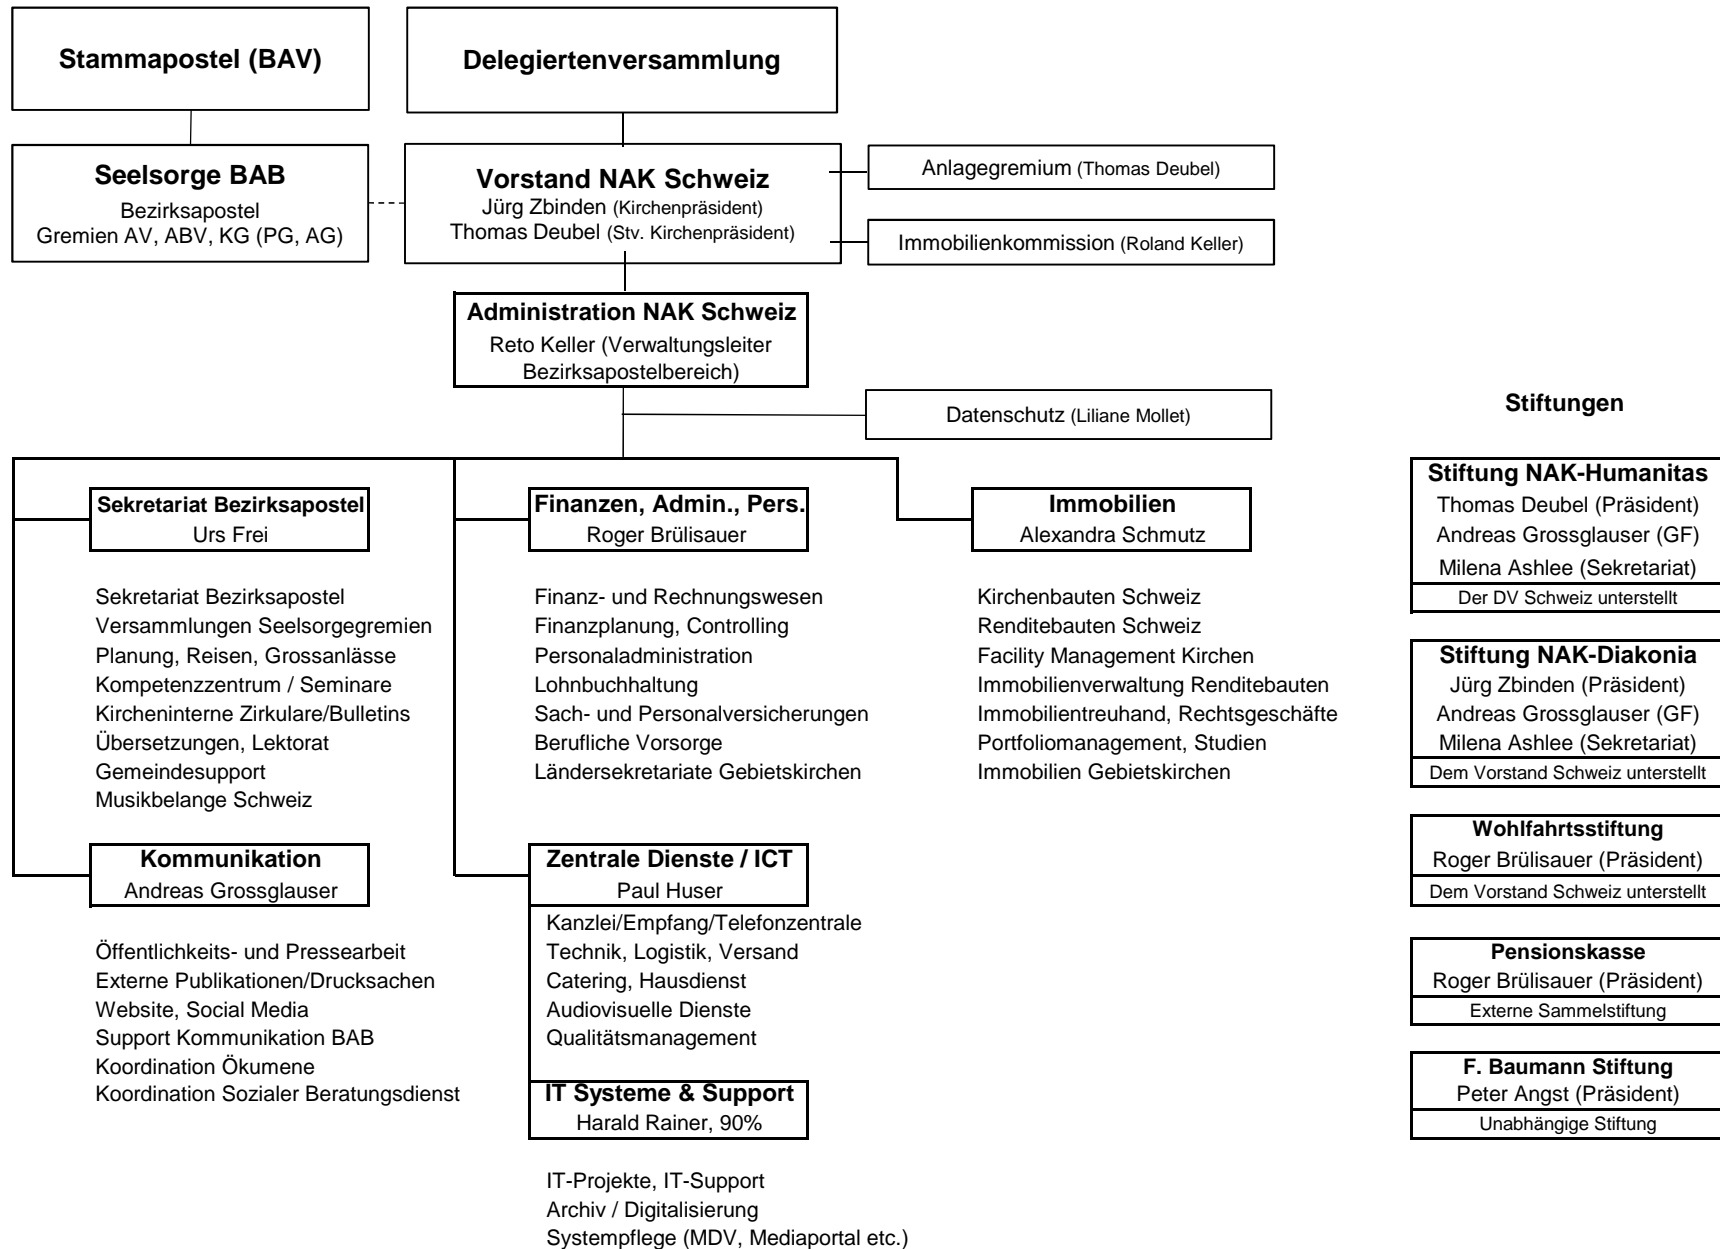 Stammapostel (BAV)
Delegiertenversammlung
Seelsorge BAB
Bezirksapostel
Gremien AV, ABV, KG (PG, AG)
Vorstand NAK Schweiz
Jürg Zbinden (Kirchenpräsident)
Thomas Deubel (Stv. Kirchenpräsident)
Anlagegremium (Thomas Deubel)
Immobilienkommission (Roland Keller)
Administration NAK Schweiz
Reto Keller (Verwaltungsleiter
Bezirksapostelbereich)
Datenschutz (Liliane Mollet)
Sekretariat Bezirksapostel
Urs Frei
Sekretariat Bezirksapostel
Versammlungen Seelsorgegremien
Planung, Reisen, Grossanlässe
Kompetenzzentrum / Seminare
Kircheninterne Zirkulare/Bulletins
Übersetzungen, Lektorat
Gemeindesupport
Musikbelange Schweiz
Kommunikation
Andreas Grossglauser
Öffentlichkeits- und Pressearbeit
Externe Publikationen/Drucksachen
Website, Social Media
Support Kommunikation BAB
Koordination Ökumene
Koordination Sozialer Beratungsdienst
Finanzen, Admin., Pers.
Roger Brülisauer
Finanz- und Rechnungswesen
Finanzplanung, Controlling
Personaladministration
Lohnbuchhaltung
Sach- und Personalversicherungen
Berufliche Vorsorge
Ländersekretariate Gebietskirchen
Zentrale Dienste / ICT
Paul Huser
Kanzlei/Empfang/Telefonzentrale
Technik, Logistik, Versand
Catering, Hausdienst
Audiovisuelle Dienste
Qualitätsmanagement
IT Systeme & Support
Harald Rainer, 90%
IT-Projekte, IT-Support
Archiv / Digitalisierung
Systempflege (MDV, Mediaportal etc.)
Immobilien
Alexandra Schmutz
Kirchenbauten Schweiz
Renditebauten Schweiz
Facility Management Kirchen
Immobilienverwaltung Renditebauten
Immobilientreuhand, Rechtsgeschäfte
Portfoliomanagement, Studien
Immobilien Gebietskirchen
Stiftungen
Stiftung NAK-Humanitas
Thomas Deubel (Präsident)
Andreas Grossglauser (GF)
Milena Ashlee (Sekretariat)
Der DV Schweiz unterstellt
Stiftung NAK-Diakonia
Jürg Zbinden (Präsident)
Andreas Grossglauser (GF)
Milena Ashlee (Sekretariat)
Dem Vorstand Schweiz unterstellt
Wohlfahrtsstiftung
Roger Brülisauer (Präsident)
Dem Vorstand Schweiz unterstellt
Pensionskasse
Roger Brülisauer (Präsident)
Externe Sammelstiftung
F. Baumann Stiftung
Peter Angst (Präsident)
Unabhängige Stiftung